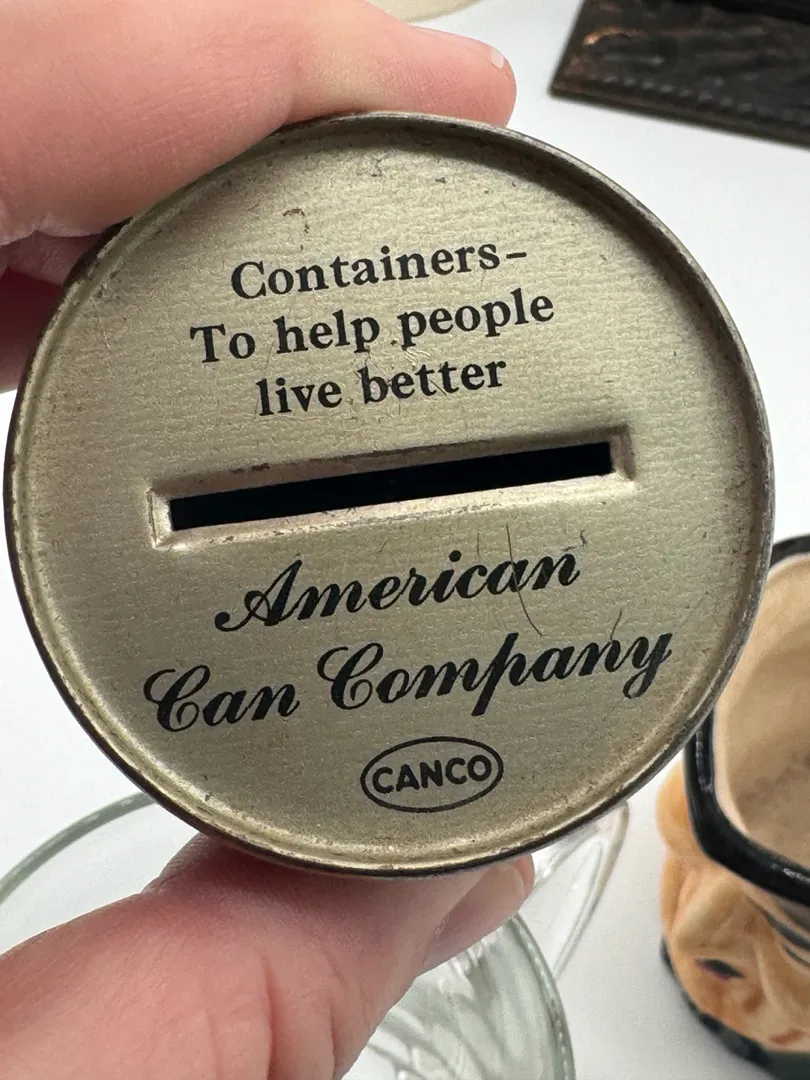 Containers–
To help people
live better
American
Can Company
CANCO